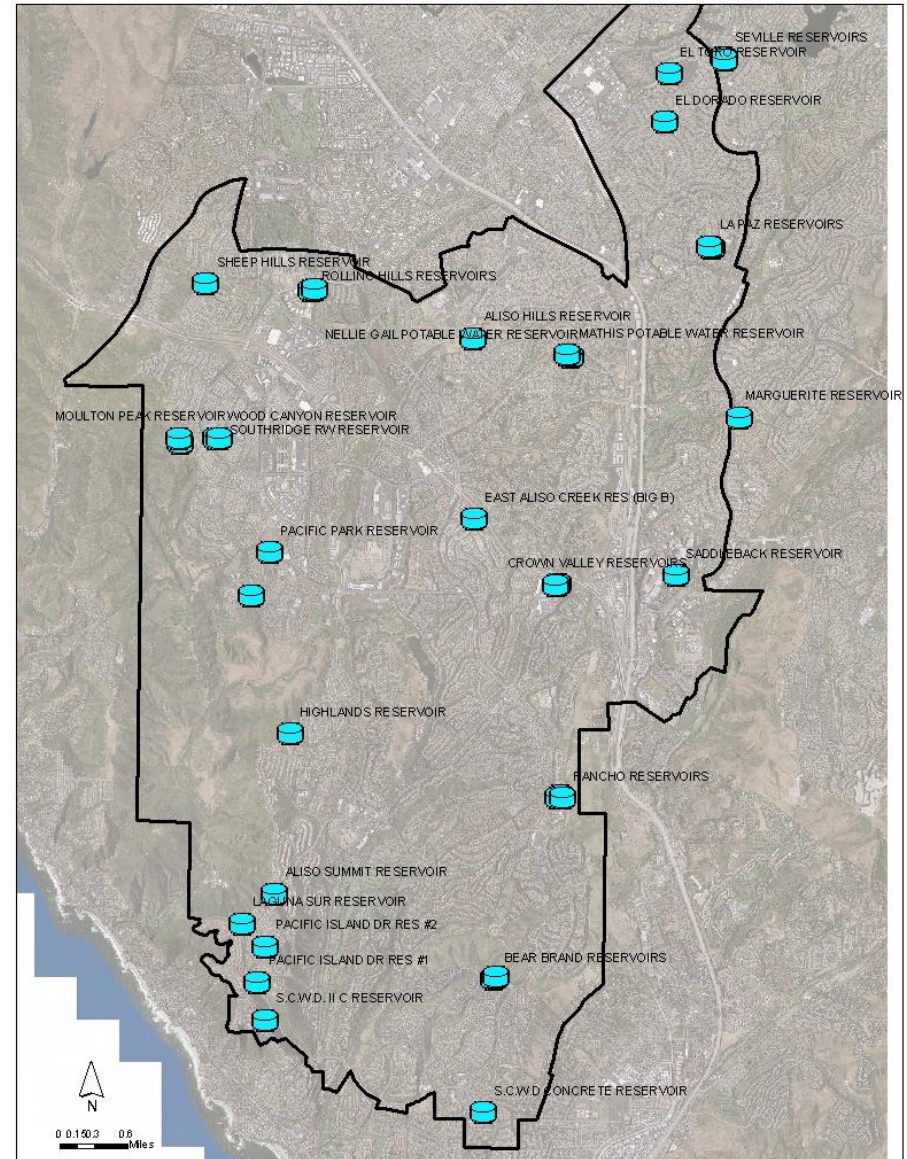 SEVILLE RESERVOIRS
EL TORO RESERVOIR
EL DORADO RESERVOIR
LA PAZ RESERVOIRS
SHEEP HILLS RESERVOIR
ROLLING HILLS RESERVOIRS
ALISO HILLS RESERVOIR
NELLIE GAIL POTABLE WATER RESERVOIR
MATHIS POTABLE WATER RESERVOIR
MARGUERITE RESERVOIR
MOULTON PEAK RESERVOIR
WOOD CANYON RESERVOIR
SOUTHRIDGE RW RESERVOIR
EAST ALISO CREEK RES (BIG B)
PACIFIC PARK RESERVOIR
SADDLEBACK RESERVOIR
CROWN VALLEY RESERVOIRS
HIGHLANDS RESERVOIR
RANCHO RESERVOIRS
ALISO SUMMIT RESERVOIR
LAGUNA SUR RESERVOIR
PACIFIC ISLAND DR RES #2
BEAR BRAND RESERVOIRS
PACIFIC ISLAND DR RES #1
S.C.W.D. II C RESERVOIR
S.C.W.D CONCRETE RESERVOIR
N
0 0.15 0.3 0.6
Miles